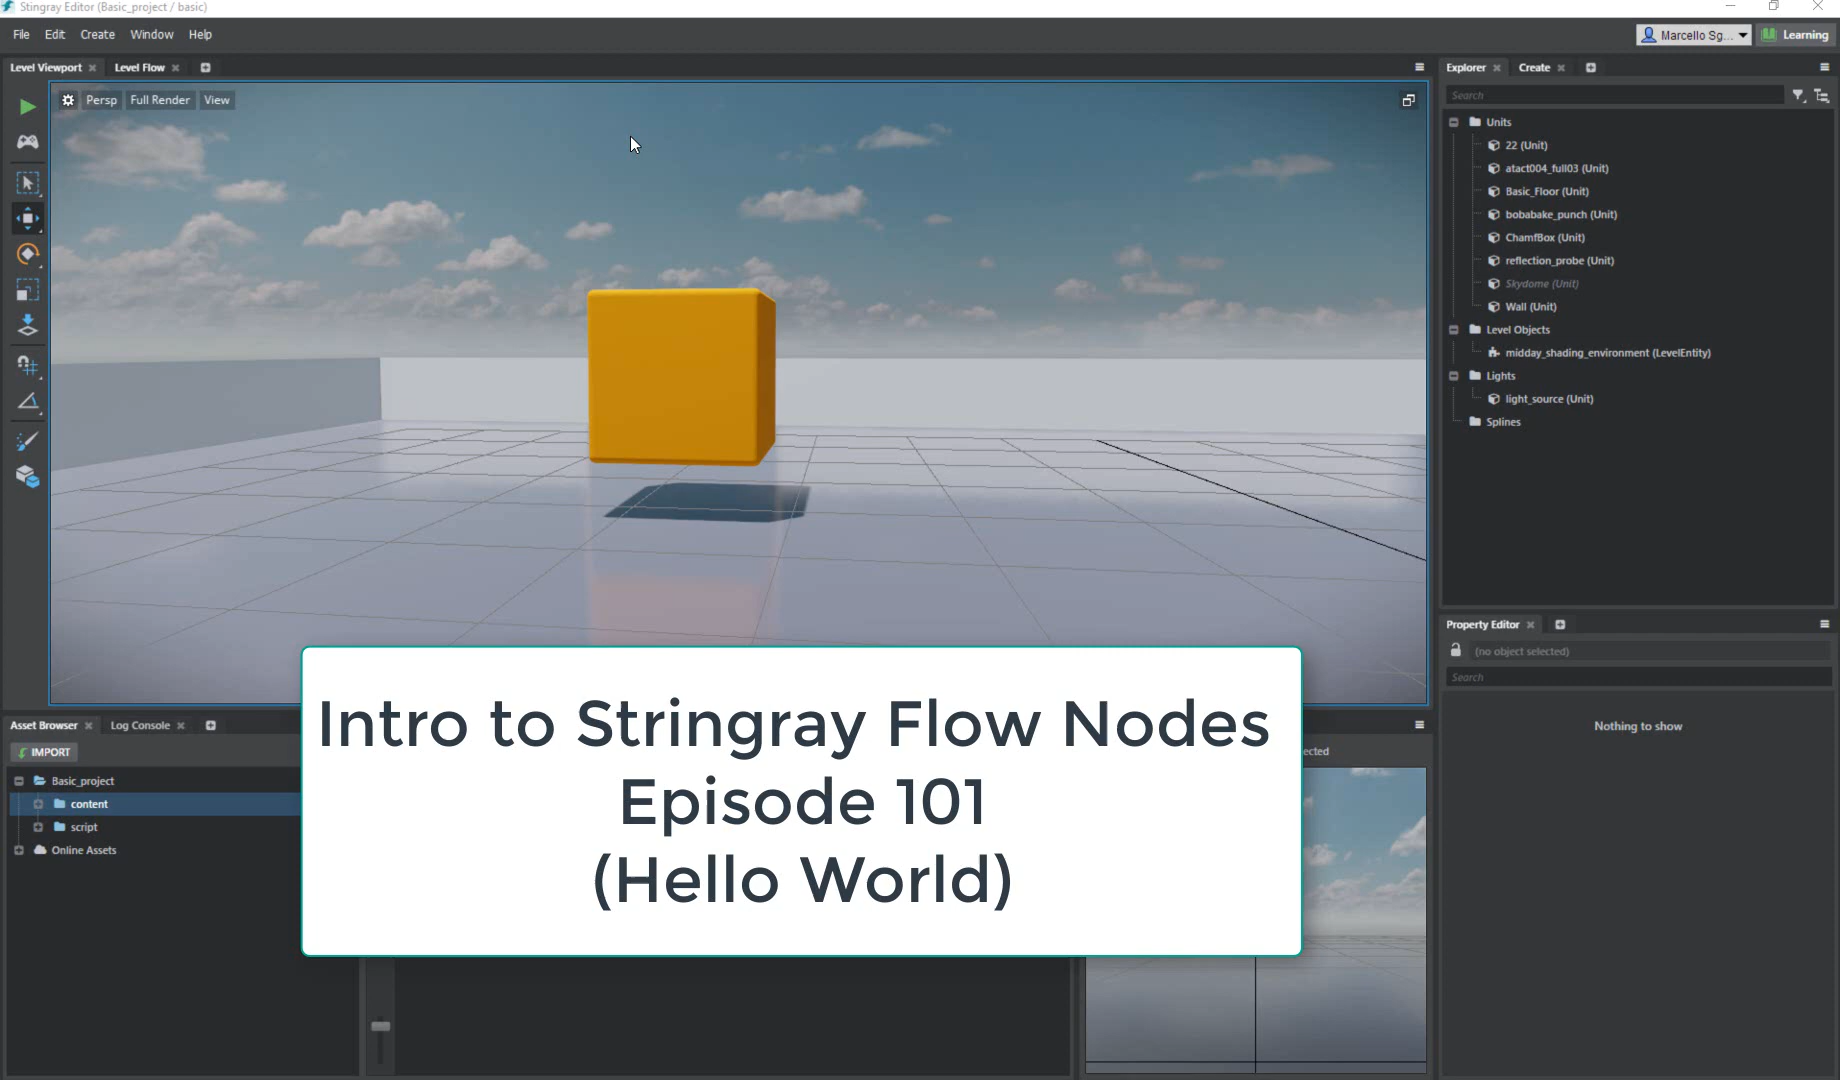 Stingray Editor (Basic_project / basic)
File Edit Create Window Help
Marcello Sg... Learning
Level Viewport Level Flow
Persp Full Render View
Explorer Create
Search
Units
22 (Unit)
atact004_full03 (Unit)
Basic_Floor (Unit)
bobabake_punch (Unit)
ChamfBox (Unit)
reflection_probe (Unit)
Skydome (Unit)
Wall (Unit)
Level Objects
midday_shading_environment (LevelEntity)
Lights
light_source (Unit)
Splines
Property Editor
(no object selected)
Search
Nothing to show
Asset Browser Log Console
IMPORT
Basic_project
content
script
Online Assets
ected
Intro to Stringray Flow Nodes
Episode 101
(Hello World)